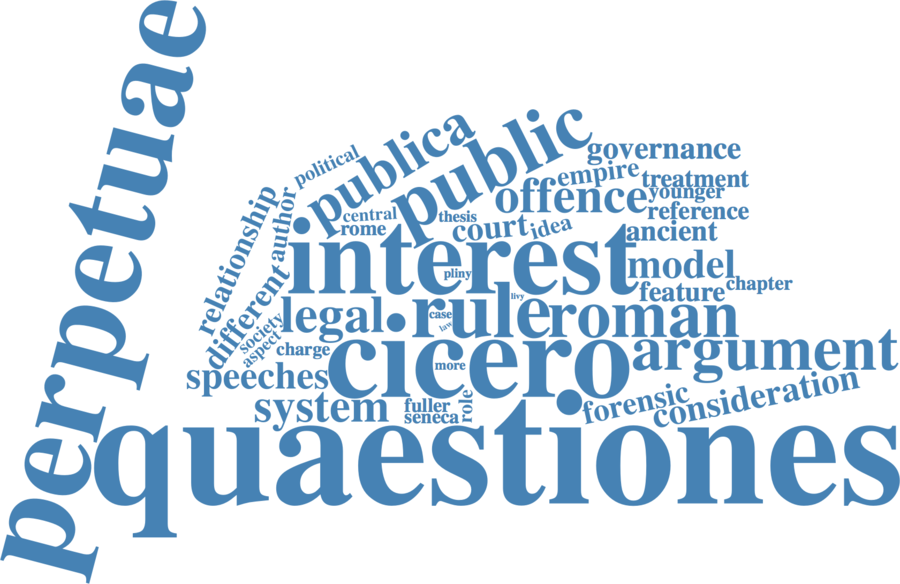 perpetuae
political
publica
public
governance
empire
treatment
relationship
author
central
thesis
offence
younger
reference
rome
court
idea
ancient
interest
pliny
model
chapter
feature
different
society
aspect
legal
rule
case
law
livy
roman
charge
cicero
more
argument
speeches
system
fuller
seneca
role
forensic
consideration
quaestiones